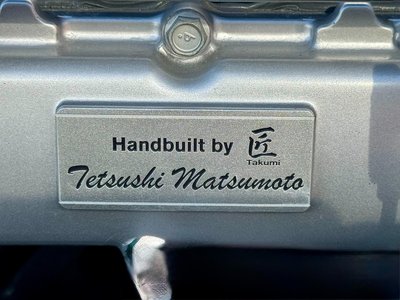 Handbuilt by 匠
Takumi
Tetsushi Matsumoto